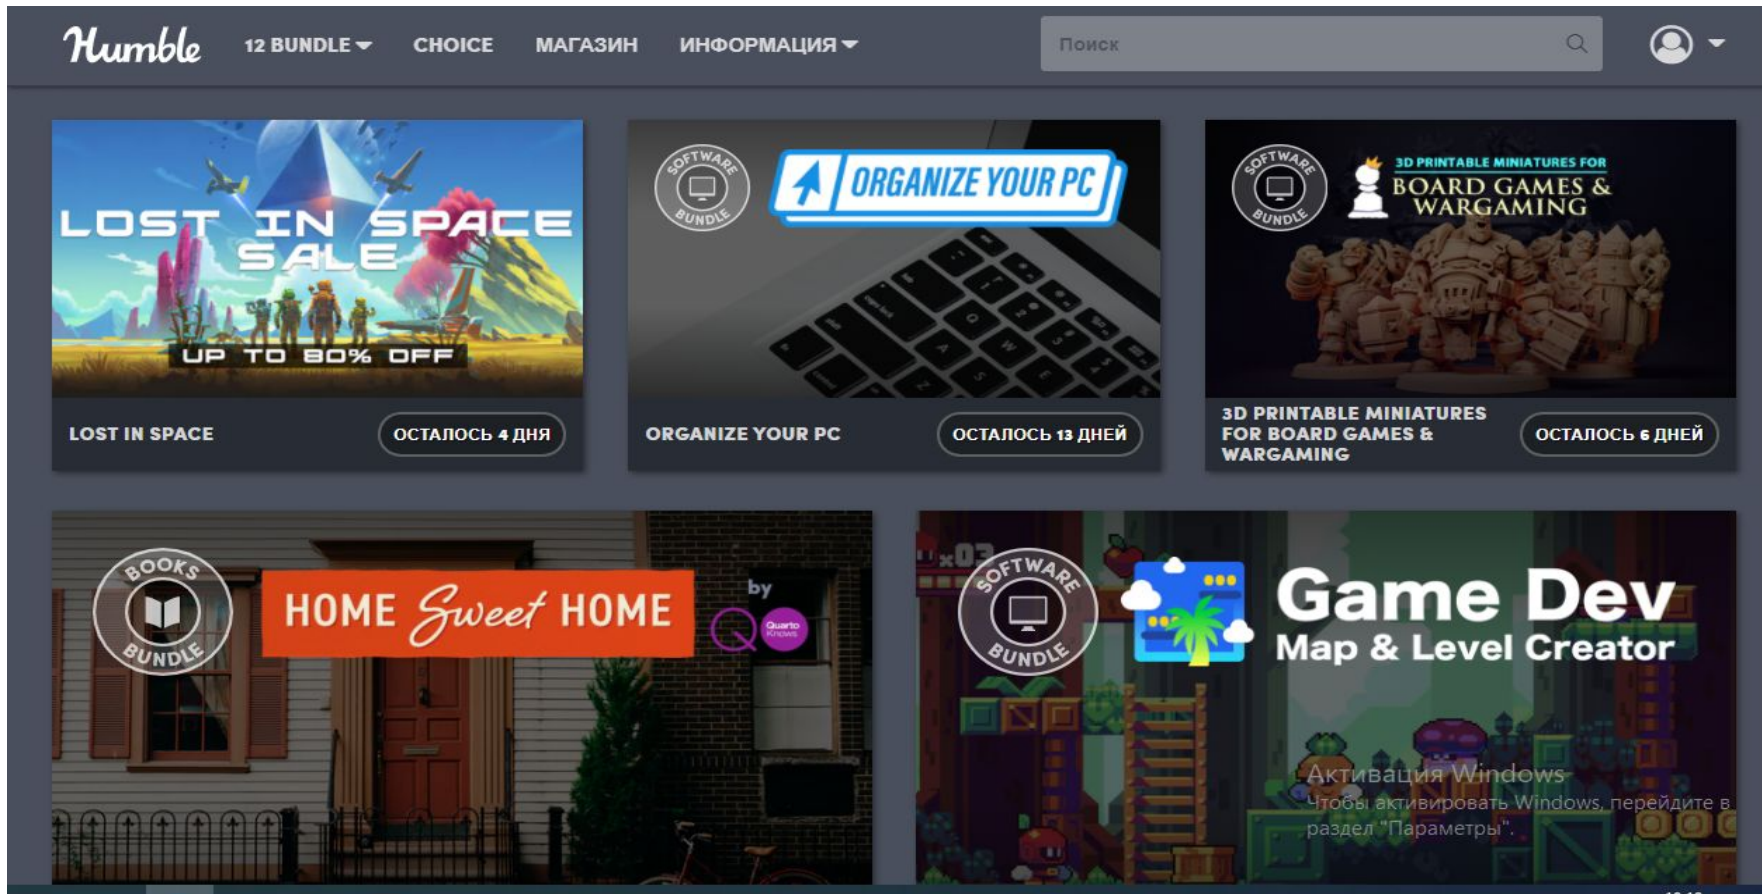 Humble
12 BUNDLE
CHOICE
МАГАЗИН
ИНФОРМАЦИЯ
Поиск
LOST IN SPACE
SALE
UP TO 80% OFF
LOST IN SPACE
ОСТАЛОСЬ 4 ДНЯ
SOFTWARE
BUNDLE
ORGANIZE YOUR PC
ORGANIZE YOUR PC
ОСТАЛОСЬ 13 ДНЕЙ
SOFTWARE
BUNDLE
3D PRINTABLE MINIATURES FOR
BOARD GAMES &
WARGAMING
3D PRINTABLE MINIATURES
FOR BOARD GAMES &
WARGAMING
ОСТАЛОСЬ 6 ДНЕЙ
BOOKS
BUNDLE
HOME Sweet HOME
by
Quarto
Knows
x03
SOFTWARE
BUNDLE
Game Dev
Map & Level Creator
Активация Windows
Чтобы активировать Windows, перейдите в
раздел "Параметры".